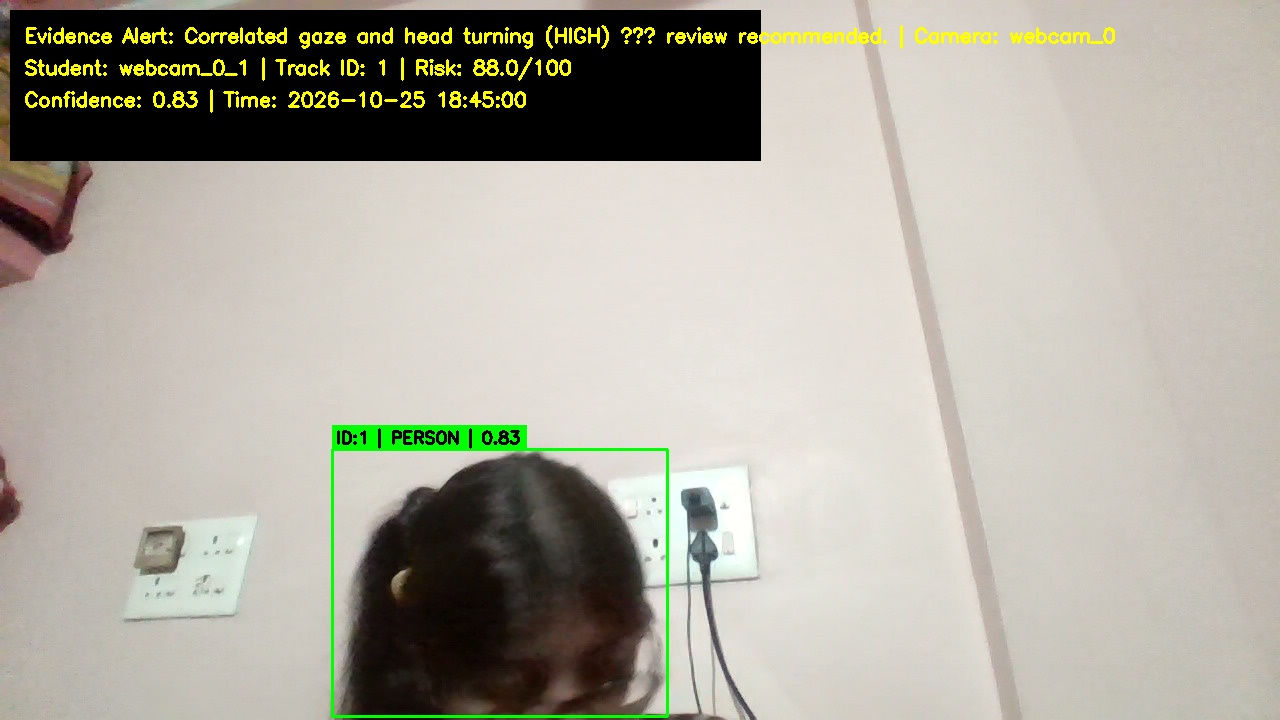 Evidence Alert: Correlated gaze and head turning (HIGH) ??? review recommended. | Camera: webcam_0
Student: webcam_0_1 | Track ID: 1 | Risk: 88.0/100
Confidence: 0.83 | Time: 2026-10-25 18:45:00
ID:1 | PERSON | 0.83